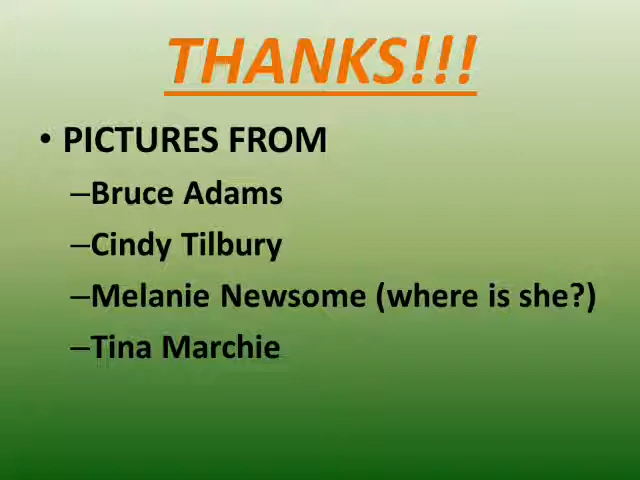 THANKS!!!
• PICTURES FROM
–Bruce Adams
–Cindy Tilbury
–Melanie Newsome (where is she?)
–Tina Marchie